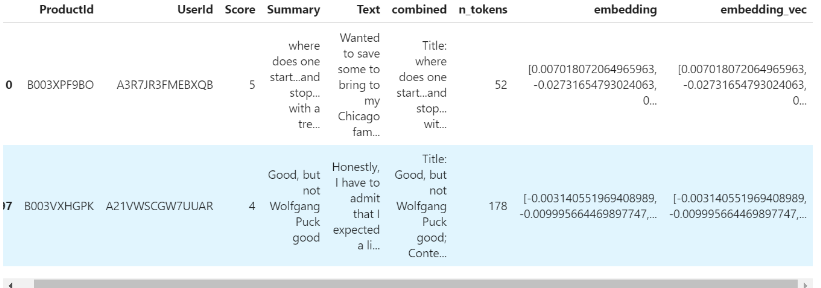 ProductId UserId Score Summary Text combined n_tokens embedding embedding_vec
0 B003XPF9BO A3R7JR3FMEBXQB 5 where does one start...and stop... with a tre... Wanted to save some to bring to my Chicago fam... Title: where does one start...and stop... wit... 52 [0.007018072064965963, -0.02731654793024063, 0... [0.007018072064965963, -0.02731654793024063, 0...
97 B003VXHGPK A21VWSCGW7UUAR 4 Good, but not Wolfgang Puck good Honestly, I have to admit that I expected a li... Title: Good, but not Wolfgang Puck good; Conte... 178 [-0.003140551969408989, -0.009995664469897747,... [-0.003140551969408989, -0.009995664469897747,...